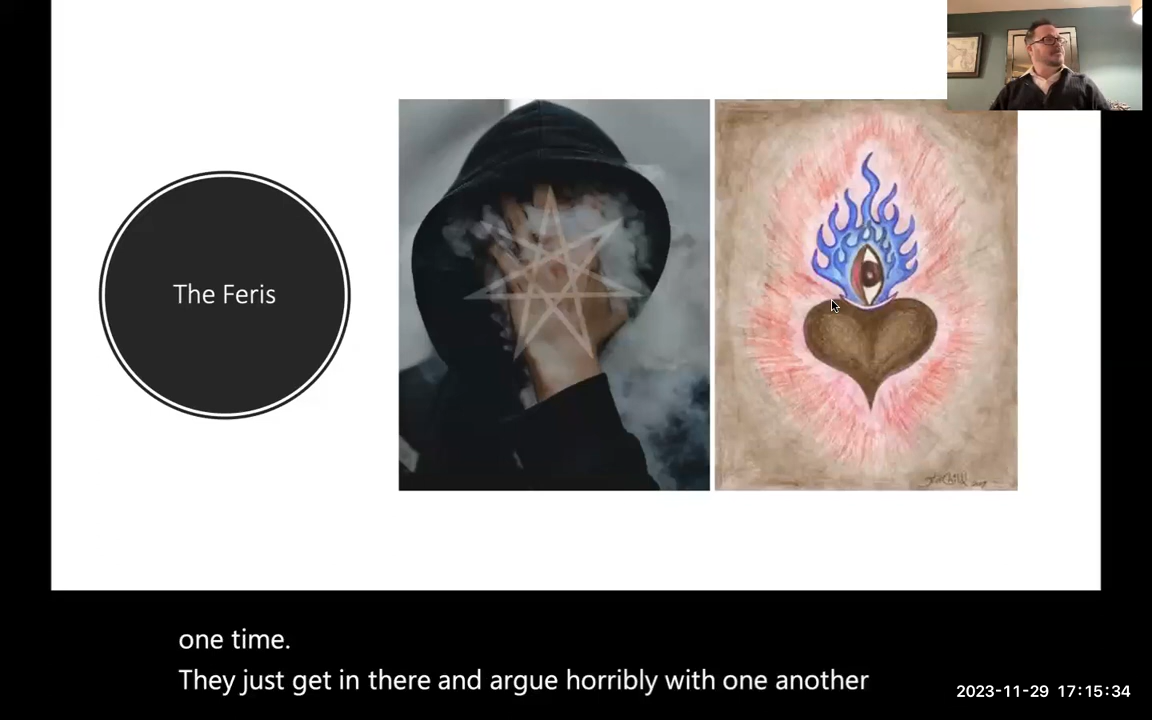 The Feris
one time.
They just get in there and argue horribly with one another
2023-11-29 17:15:34